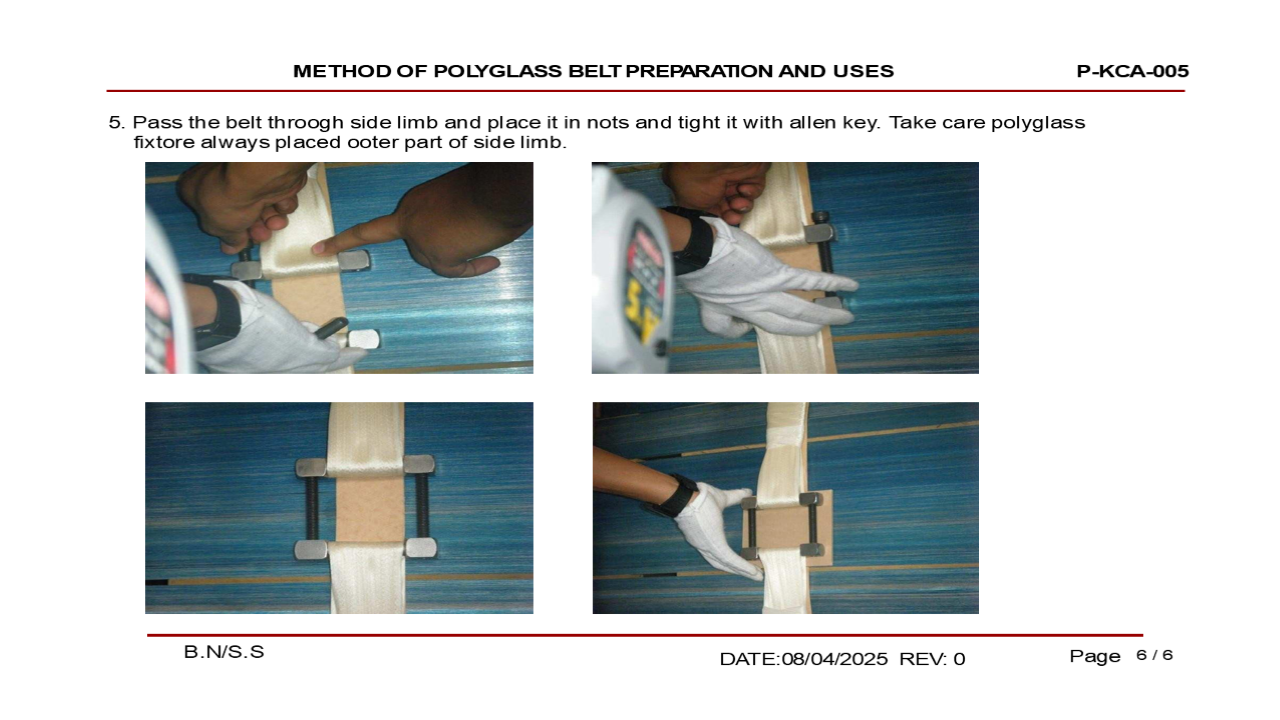 METHOD OF POLYGLASS BELT PREPARATION AND USES P-KCA-005
5. Pass the belt throogh side limb and place it in nots and tight it with allen key. Take care polyglass
fixtore always placed ooter part of side limb.
B.N/S.S
DATE:08/04/2025 REV: 0
Page 6 / 6